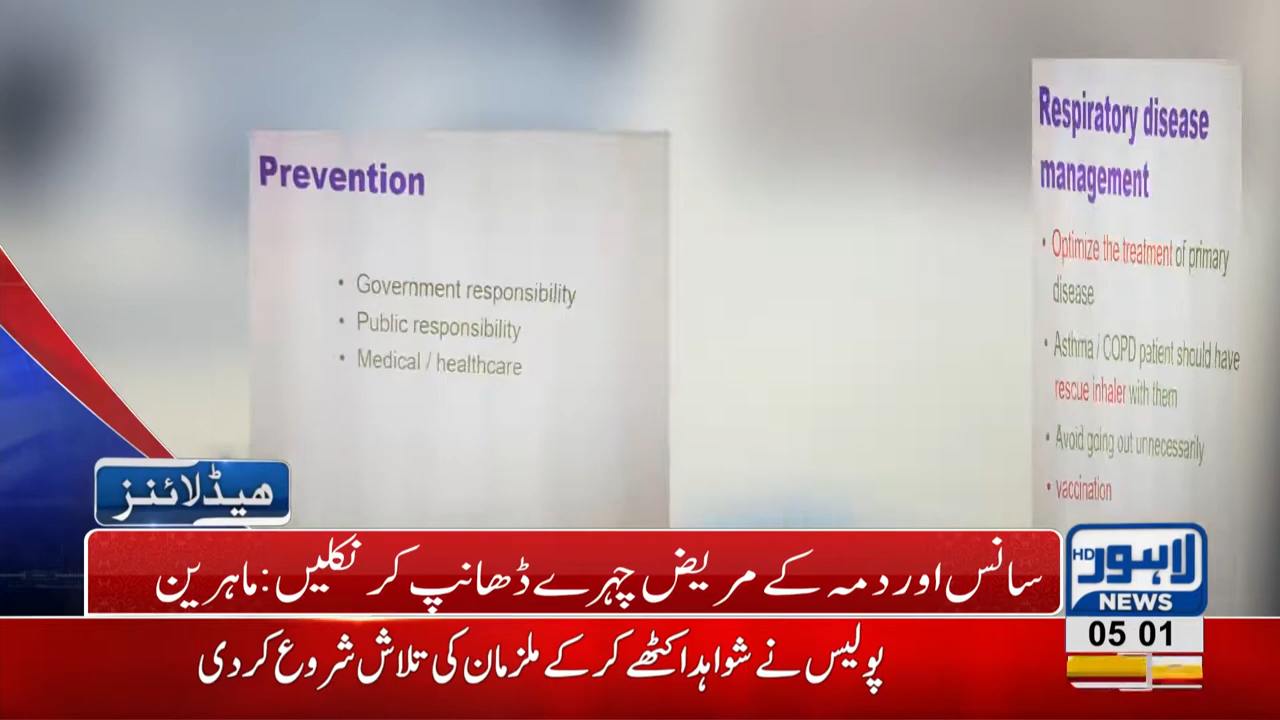 Prevention
• Government responsibility
• Public responsibility
• Medical / healthcare
Respiratory disease
management
• Optimize the treatment of primary
disease
• Asthma / COPD patient should have
rescue inhaler with them
• Avoid going out unnecessarily
• vaccination
ھیڈلائنز
سانس اور دمہ کے مریض چہرے ڈھانپ کر نکلیں: ماہرین
لاہور HD
NEWS
05 01
پولیس نے شواہد اکٹھے کر کے ملزمان کی تلاش شروع کر دی